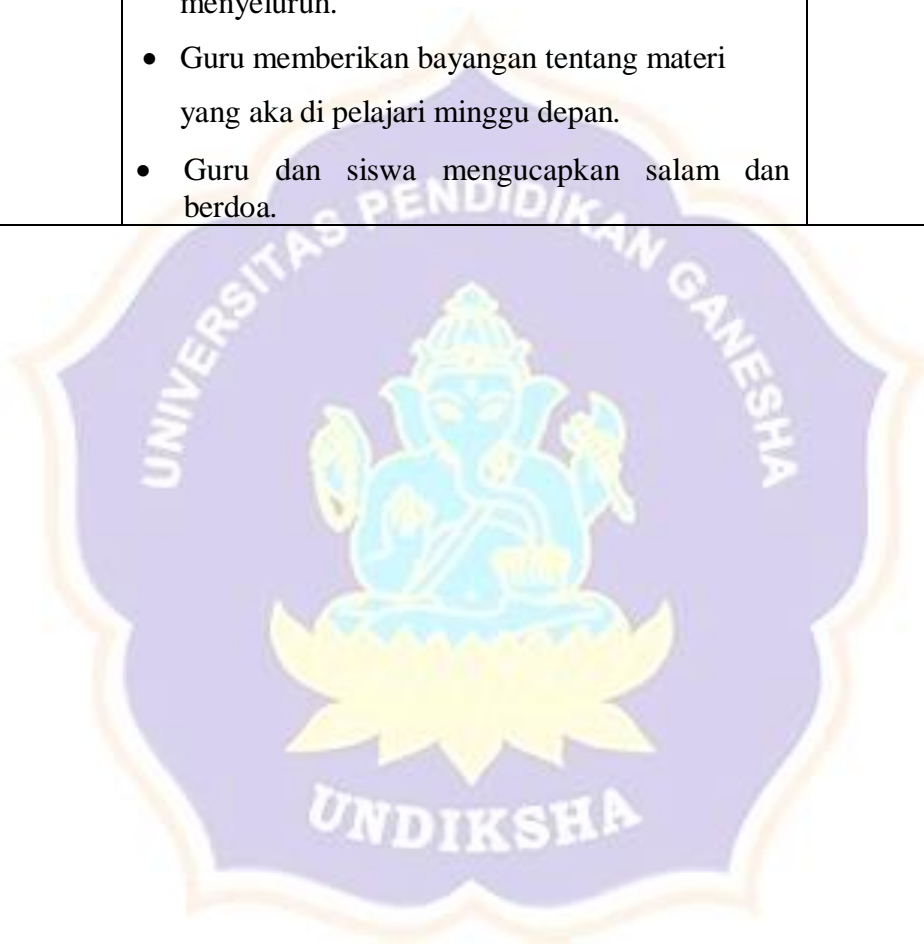 menyeluruh.
• Guru memberikan bayangan tentang materi
yang aka di pelajari minggu depan.
• Guru dan siswa mengucapkan salam dan
berdoa.
UNIVERSITAS PENDIDIKAN GANESHA
UNDIKSHA